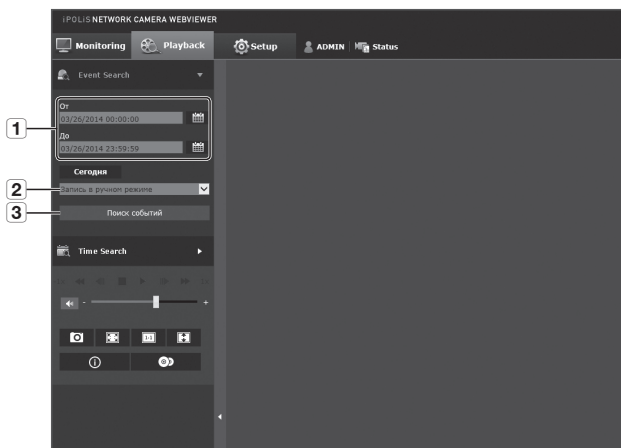 iPOLiS NETWORK CAMERA WEBVIEWER
Monitoring Playback Setup ADMIN Status
Event Search
От
1
03/26/2014 00:00:00
До
03/26/2014 23:59:59
Сегодня
2
Запись в ручном режиме
3
Поиск событий
Time Search
- +
1:1